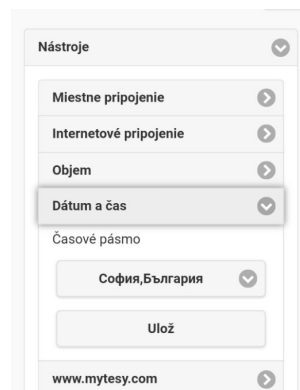 Nástroje
Miestne pripojenie
Internetové pripojenie
Objem
Dátum a čas
Časové pásmo
София,България
Ulož
www.mytesy.com